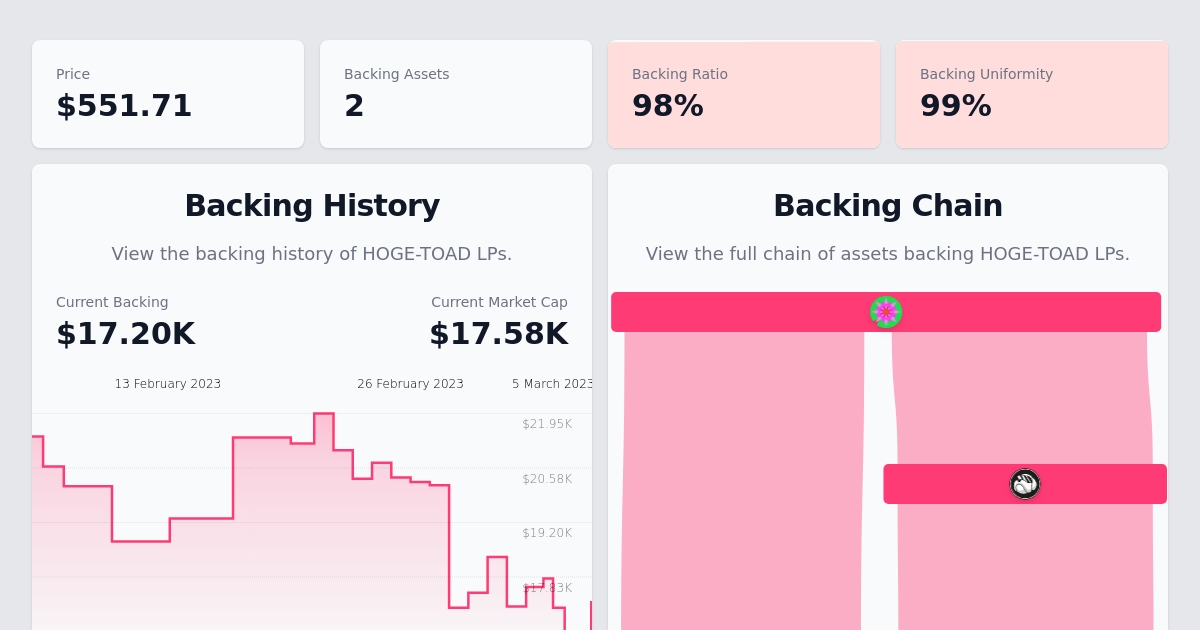 Price
$551.71
Backing Assets
2
Backing Ratio
98%
Backing Uniformity
99%
Backing History
View the backing history of HOGE-TOAD LPs.
Current Backing
$17.20K
Current Market Cap
$17.58K
13 February 2023
26 February 2023
5 March 2023
$21.95K
$20.58K
$19.20K
$17.83K
Backing Chain
View the full chain of assets backing HOGE-TOAD LPs.